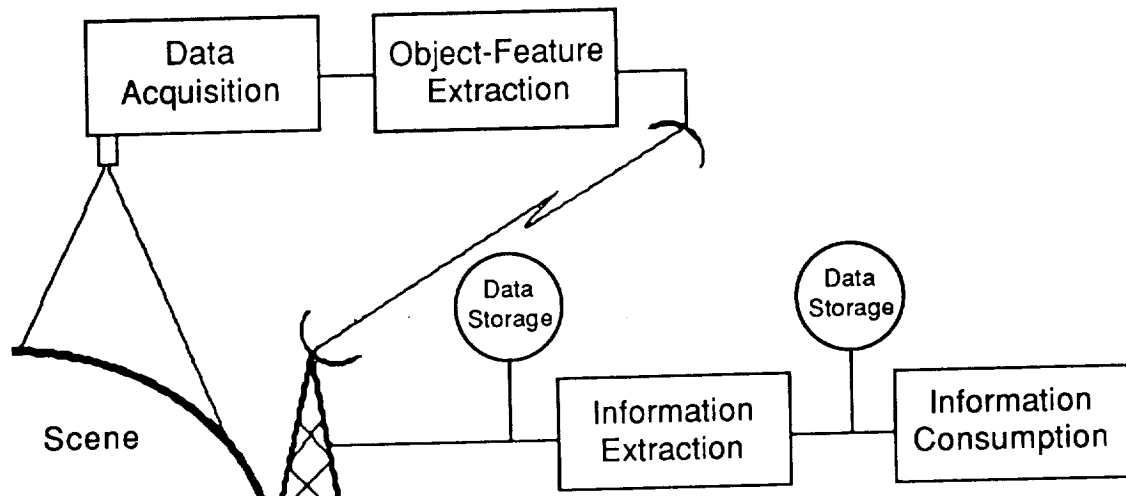 Data
Acquisition
Object-Feature
Extraction
Data
Storage
Data
Storage
Scene
Information
Extraction
Information
Consumption